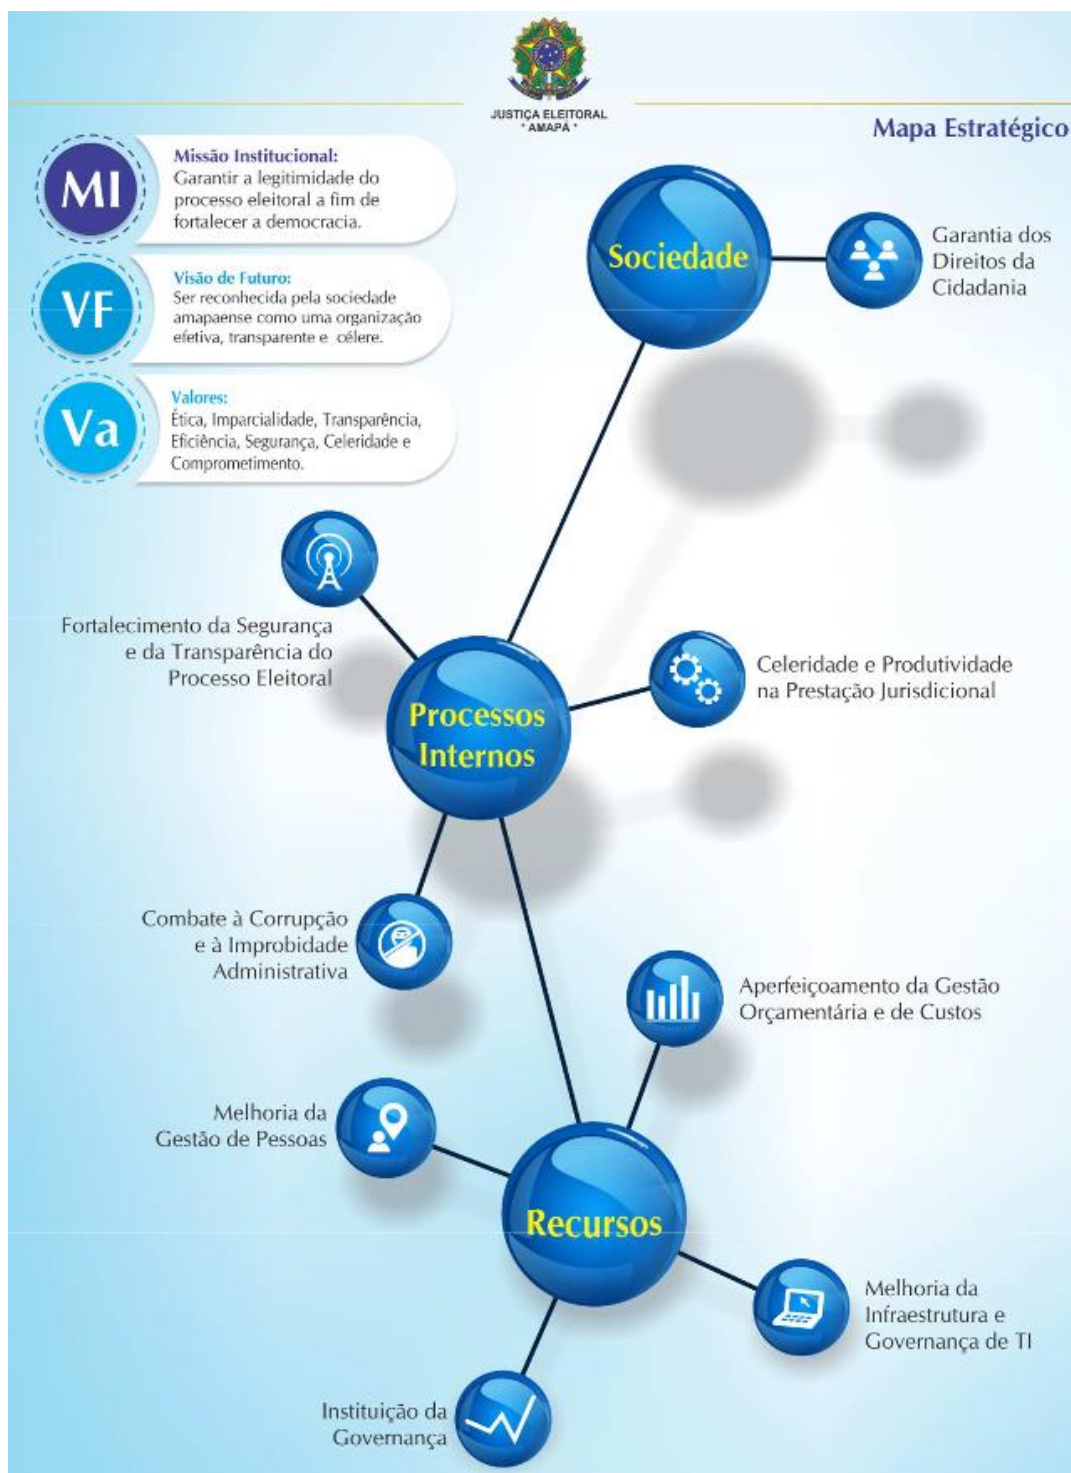 JUSTIÇA ELEITORAL
* AMAPÁ *
Mapa Estratégico
MI
Missão Institucional:
Garantir a legitimidade do
processo eleitoral a fim de
fortalecer a democracia.
VF
Visão de Futuro:
Ser reconhecida pela sociedade
amapaense como uma organização
efetiva, transparente e célere.
Va
Valores:
Ética, Imparcialidade, Transparência,
Eficiência, Segurança, Celeridade e
Comprometimento.
Sociedade
Garantia dos
Direitos da
Cidadania
Fortalecimento da Segurança
e da Transparência do
Processo Eleitoral
Processos
Internos
Celeridade e Produtividade
na Prestação Jurisdicional
Combate à Corrupção
e à Improbidade
Administrativa
Aperfeiçoamento da Gestão
Orçamentária e de Custos
Melhoria da
Gestão de Pessoas
Recursos
Melhoria da
Infraestrutura e
Governança de TI
Instituição da
Governança